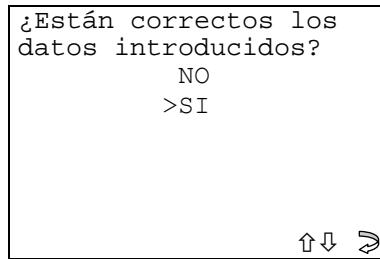 ¿Están correctos los
datos introducidos?
NO
>SI
⇧⇩